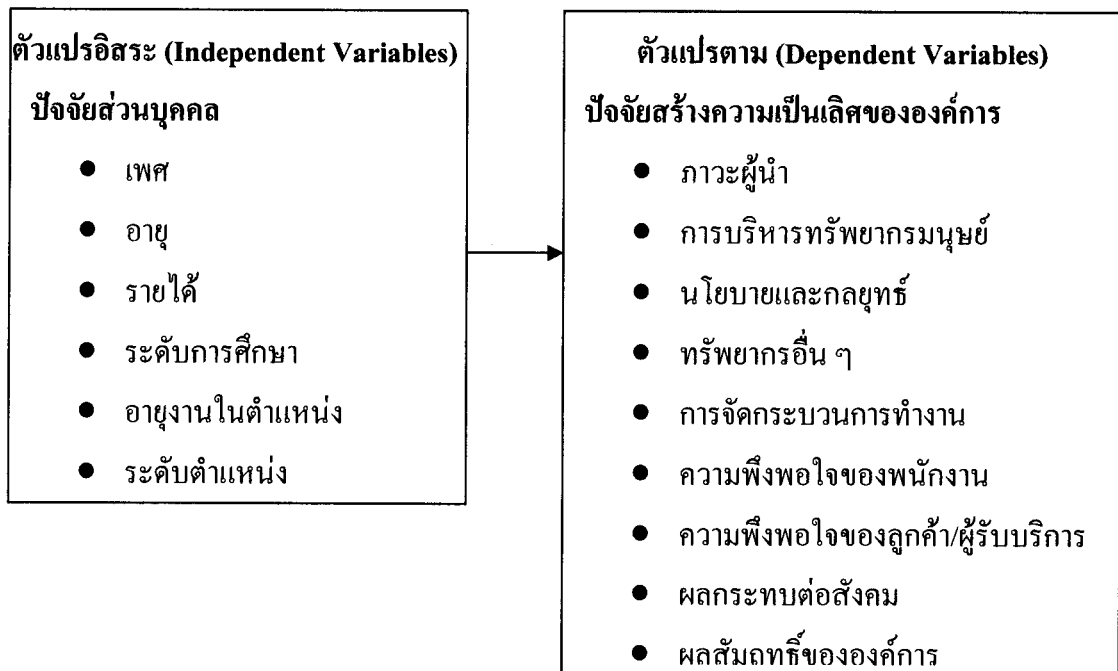 ตัวแปรอิสระ (Independent Variables)
ปัจจัยส่วนบุคคล
● เพศ
● อายุ
● รายได้
● ระดับการศึกษา
● อายุงานในตำแหน่ง
● ระดับตำแหน่ง
ตัวแปรตาม (Dependent Variables)
ปัจจัยสร้างความเป็นเลิศขององค์การ
● ภาวะผู้นำ
● การบริหารทรัพยากรมนุษย์
● นโยบายและกลยุทธ์
● ทรัพยากรอื่น ๆ
● การจัดกระบวนการทำงาน
● ความพึงพอใจของพนักงาน
● ความพึงพอใจของลูกค้า/ผู้รับบริการ
● ผลกระทบต่อสังคม
● ผลสัมฤทธิ์ขององค์การ